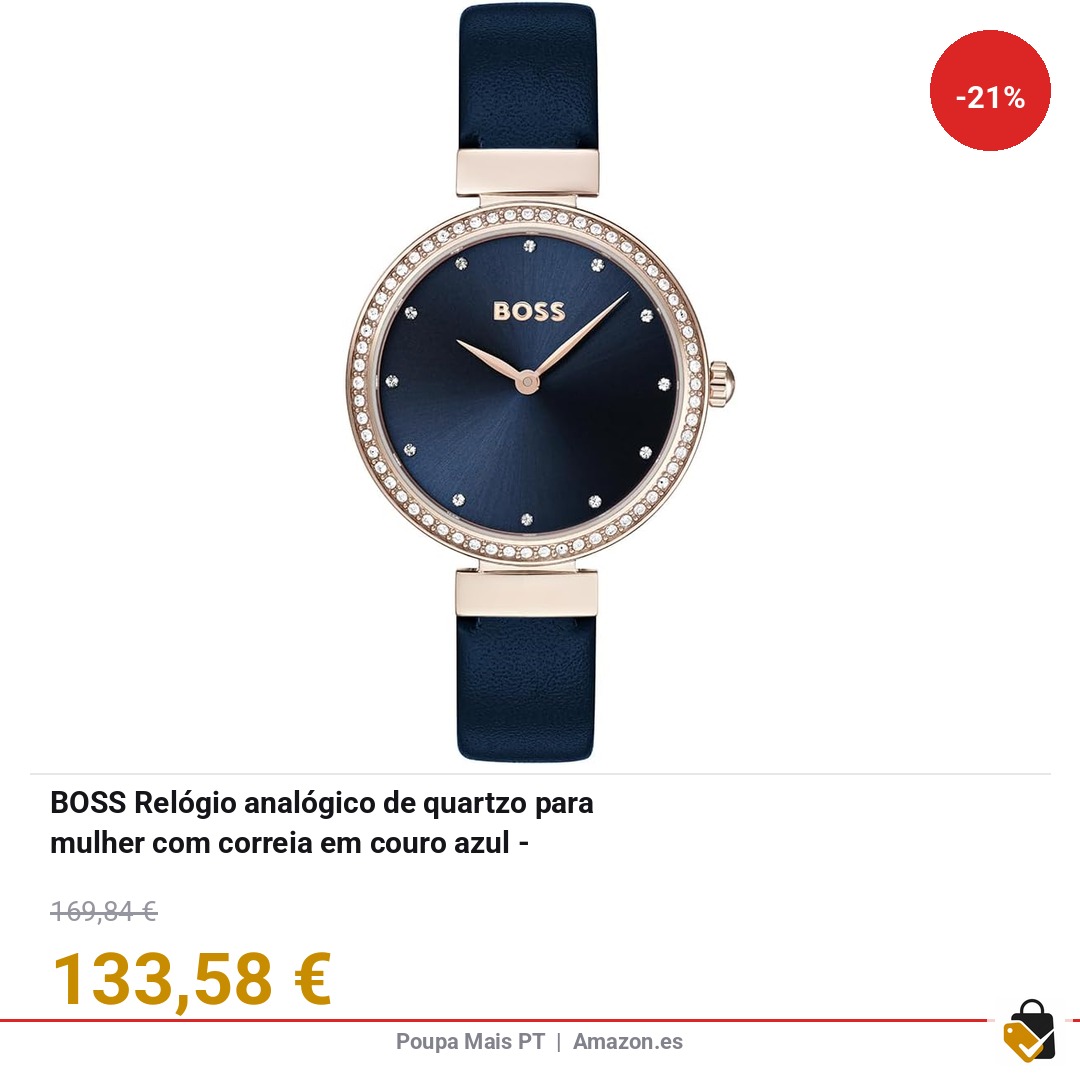 -21%
BOSS
BOSS Relógio analógico de quartzo para
mulher com correia em couro azul -
169,84 €
133,58 €
Poupa Mais PT | Amazon.es